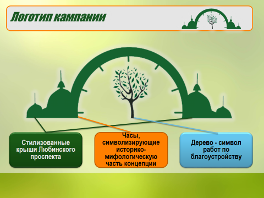 Логотип кампании
Стилизованные
крыши Любинского
проспекта
Часы,
символизирующие
историко-
мифологическую
часть концепции
Дерево - символ
работ по
благоустройству